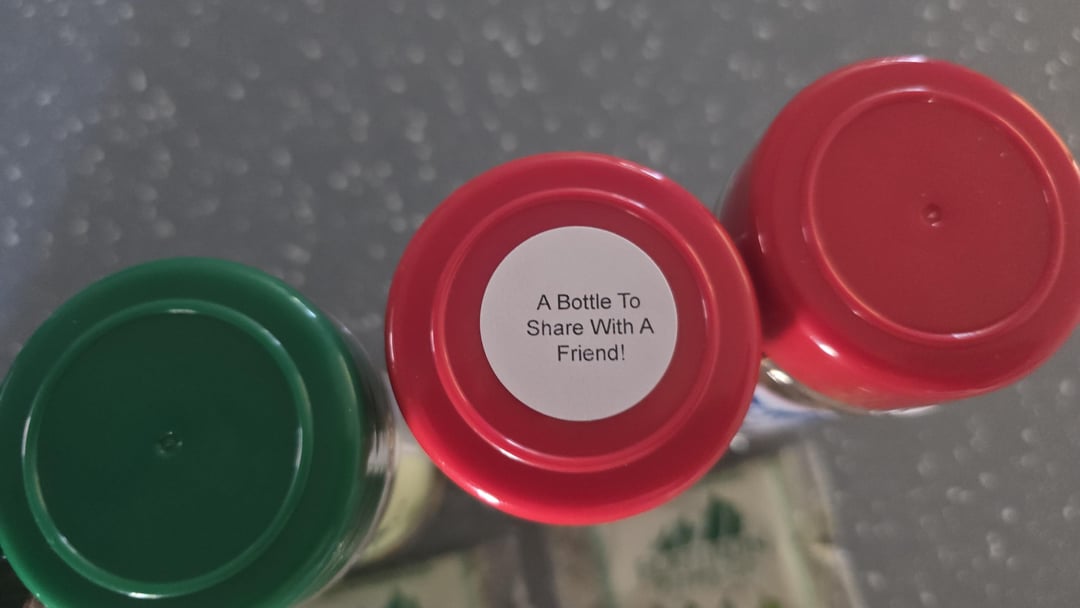 A Bottle To
Share With A
Friend!